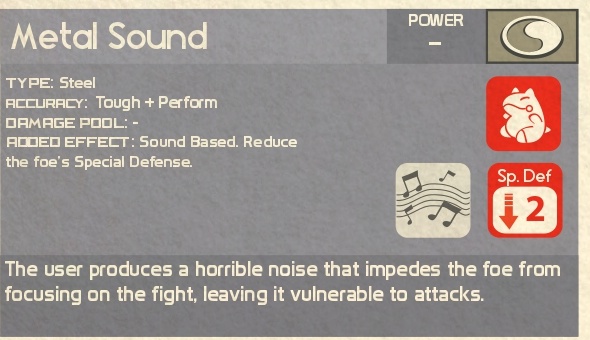 Metal Sound
POWER
–
TYPE: Steel
ACCURACY: Tough + Perform
DAMAGE POOL: -
ADDED EFFECT: Sound Based. Reduce
the foe's Special Defense.
Sp. Def
2
The user produces a horrible noise that impedes the foe from
focusing on the fight, leaving it vulnerable to attacks.